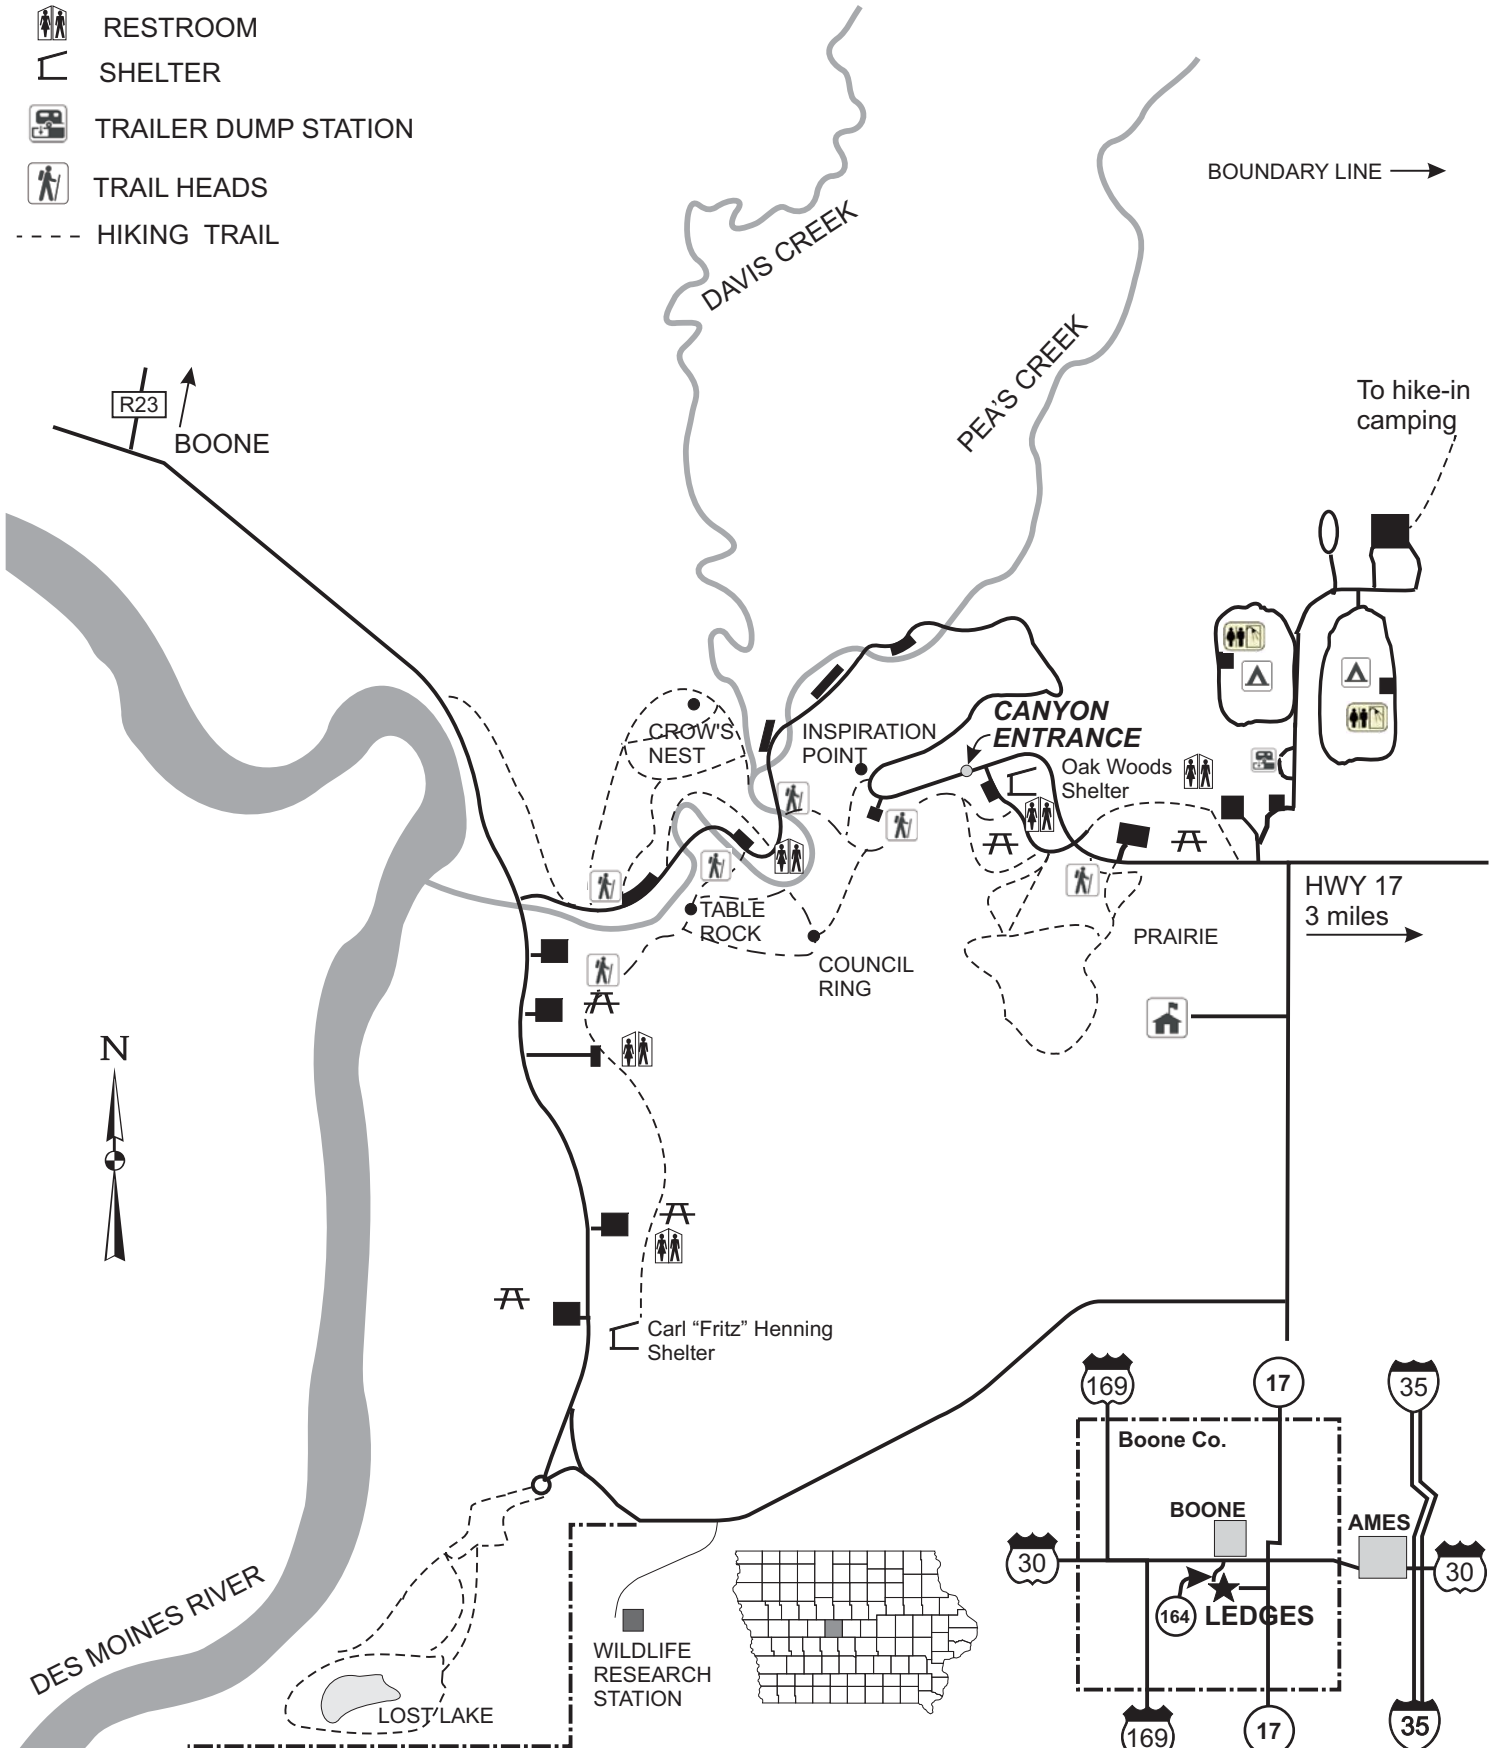 RESTROOM
SHELTER
TRAILER DUMP STATION
TRAIL HEADS
HIKING TRAIL
BOUNDARY LINE
DAVIS CREEK
PEA'S CREEK
To hike-in
camping
R23
BOONE
CROW'S
NEST
INSPIRATION
POINT
CANYON
ENTRANCE
Oak Woods
Shelter
TABLE
ROCK
COUNCIL
RING
PRAIRIE
HWY 17
3 miles
N
Carl “Fritz” Henning
Shelter
DES MOINES RIVER
LOST LAKE
WILDLIFE
RESEARCH
STATION
169
17
35
Boone Co.
BOONE
AMES
30
30
164
LEDGES
169
17
35